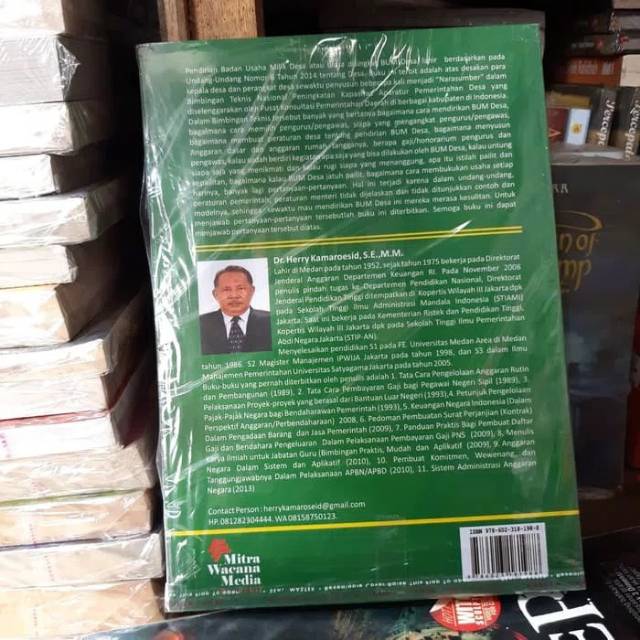 Pendirian Badan Usaha Milik Desa atau bisa disingkat BUM Desa lahir berdasarkan pada
Undang-Undang Nomor 6 Tahun 2014 tentang Desa. Buku ini terbit adalah atas desakan para
kepala desa dan perangkat desa sewaktu penyusun beberapa kali menjadi "Narasumber" dalam
Bimbingan Teknis Nasional Peningkatan Kapasitas Aparatur Pemerintahan Desa yang
diselenggarakan oleh Pusat Konsultasi Pemerintahan Daerah di berbagai kabupaten di Indonesia.
Dalam Bimbingan Teknis tersebut banyak yang bertanya bagaimana cara mendirikan BUM Desa,
bagaimana cara memilih pengurus/pengawas, siapa yang mengangkat pengurus/pengawas,
bagaimana membuat peraturan desa tentang pendirian BUM Desa, bagaimana menyusun
Anggaran Dasar dan anggaran rumah tangganya, berapa gaji/honorarium pengurus dan
pengawas, kalau sudah berdiri kegiatan apa saja yang bisa dilakukan oleh BUM Desa, kalau untung
siapa saja yang menikmati dan kalau rugi siapa yang menanggung, apa itu istilah pailit dan
kepailitan, bagaimana kalau BUM Desa jatuh pailit, bagaimana cara membukukan usaha setiap
harinya, banyak lagi pertanyaan-pertanyaan. Hal ini terjadi karena dalam undang-undang,
peraturan pemerintah, peraturan menteri tidak dijelaskan dan tidak ditunjukkan contoh dan
modelnya, sehingga sewaktu mau mendirikan BUM Desa ini mereka merasa kesulitan. Untuk
menjawab pertanyaan-pertanyaan tersebutlah buku ini diterbitkan. Semoga buku ini dapat
menjawab pertanyaan-pertanyaan tersebut diatas.
Dr. Herry Kamaroesid, S.E.,M.M.
Lahir di Medan pada tahun 1952, sejak tahun 1975 bekerja pada Direktorat
Jenderal Anggaran Departemen Keuangan RI. Pada November 2006
penulis pindah tugas ke Departemen Pendidikan Nasional, Direktorat
Jenderal Pendidikan Tinggi ditempatkan di Kopertis Wilayah III Jakarta dpk
pada Sekolah Tinggi Ilmu Administrasi Mandala Indonesia (STIAMI)
Jakarta. Saat ini bekerja pada Kementerian Ristek dan Pendidikan Tinggi,
Kopertis Wilayah III Jakarta dpk pada Sekolah Tinggi Ilmu Pemerintahan
Abdi Negara Jakarta (STIP-AN).
Menyelesaikan pendidikan S1 pada FE. Universitas Medan Area di Medan
tahun 1986. S2 Magister Manajemen IPWIJA Jakarta pada tahun 1998, dan S3 dalam Ilmu
Manajemen Pemerintahan Universitas Satyagama Jakarta pada tahun 2005.
Buku-buku yang pernah diterbitkan oleh penulis adalah 1. Tata Cara Pengelolaan Anggaran Rutin
dan Pembangunan (1989), 2. Tata Cara Pembayaran Gaji bagi Pegawai Negeri Sipil (1989), 3.
Pelaksanaan Proyek-proyek yang berasal dari Bantuan Luar Negeri (1993),4. Petunjuk Pengelolaan
Pajak-Pajak Negara bagi Bendaharawan Pemerintah (1993), 5. Keuangan Negara Indonesia (Dalam
Perspektif Anggaran/Perbendaharaan) 2008, 6. Pedoman Pembuatan Surat Perjanjian (Kontrak)
Dalam Pengadaan Barang dan Jasa Pemerintah (2009), 7. Panduan Praktis Bagi Pembuat Daftar
Gaji dan Bendahara Pengeluaran Dalam Pelaksanaan Pembayaran Gaji PNS (2009), 8. Menulis
Karya Ilmiah untuk Jabatan Guru (Bimbingan Praktis, Mudah dan Aplikatif (2009), 9. Anggaran
Negara Dalam Sistem dan Aplikatif (2010), 10. Pembuat Komitmen, Wewenang, dan
Tanggungjawabnya Dalam Pelaksanaan APBN/APBD (2010), 11. Sistem Administrasi Anggaran
Negara (2013)
Contact Person : herrykamaroseid@gmail.com
HP.081282304444. WA 08158750123.
Mitra
Wacana
Media
ISBN 978-602-318-198-8